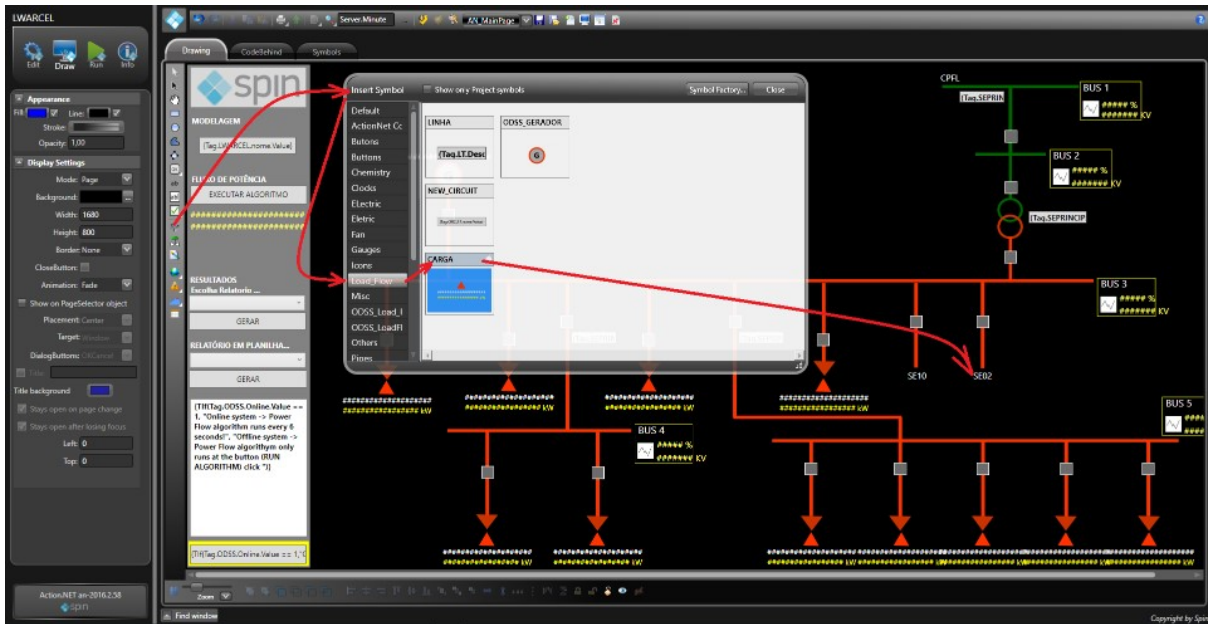 LWARCEL
Edit
Draw
Run
Info
Appearance
Fill:
Line:
Stroke:
Opacity: 1,00
Display Settings
Mode: Page
Background:
Width: 1680
Height: 800
Border: None
CloseButton:
Animation: Fade
Show on PageSelector object
Placement: Center
Target: Window
DialogButtons: OKCancel
Title:
Title background
Stays open on page change
Stays open after losing focus
Left: 0
Top: 0
Action.NET an-2016.2.58
spin
Server.Minute
AN_MainPage
Drawing
CodeBehind
Symbols
spin
MODELAGEM
{Tag.LWARCEL.nome.Value}
FLUXO DE POTÊNCIA
EXECUTAR ALGORITMO
####################
####################
RESULTADOS
Escolha Relatorio ...
GERAR
RELATÓRIO EM PLANILHA...
GERAR
{TIf(Tag.ODSS.Online.Value ==
1, "Online system -> Power
Flow algorithm runs every 6
seconds!", "Offline system ->
Power Flow algorithym only
runs at the button (RUN
ALGORITHM) click ")}
{TIf(Tag.ODSS.Online.Value == 1,"
Insert Symbol
Show only Project symbols
Symbol Factory...
Close
Default
ActionNet Cc
Butons
Buttons
Chemistry
Clocks
ELectric
Eletric
Fan
Gauges
Icons
Load_Flow
Misc
ODSS_Load_I
ODSS_LoadFl
Others
Pipes
LINHA
{Tag.LT.Desc
ODSS_GERADOR
G
NEW_CIRCUIT
CARGA
CPFL
{Tag.SEPRIN
BUS 1
##### %
####### KV
BUS 2
##### %
####### KV
{Tag.SEPRINCIP
BUS 3
##### %
####### KV
SE10
SE02
BUS 4
##### %
####### KV
BUS 5
Zoom
Find window
Copyright by Spin